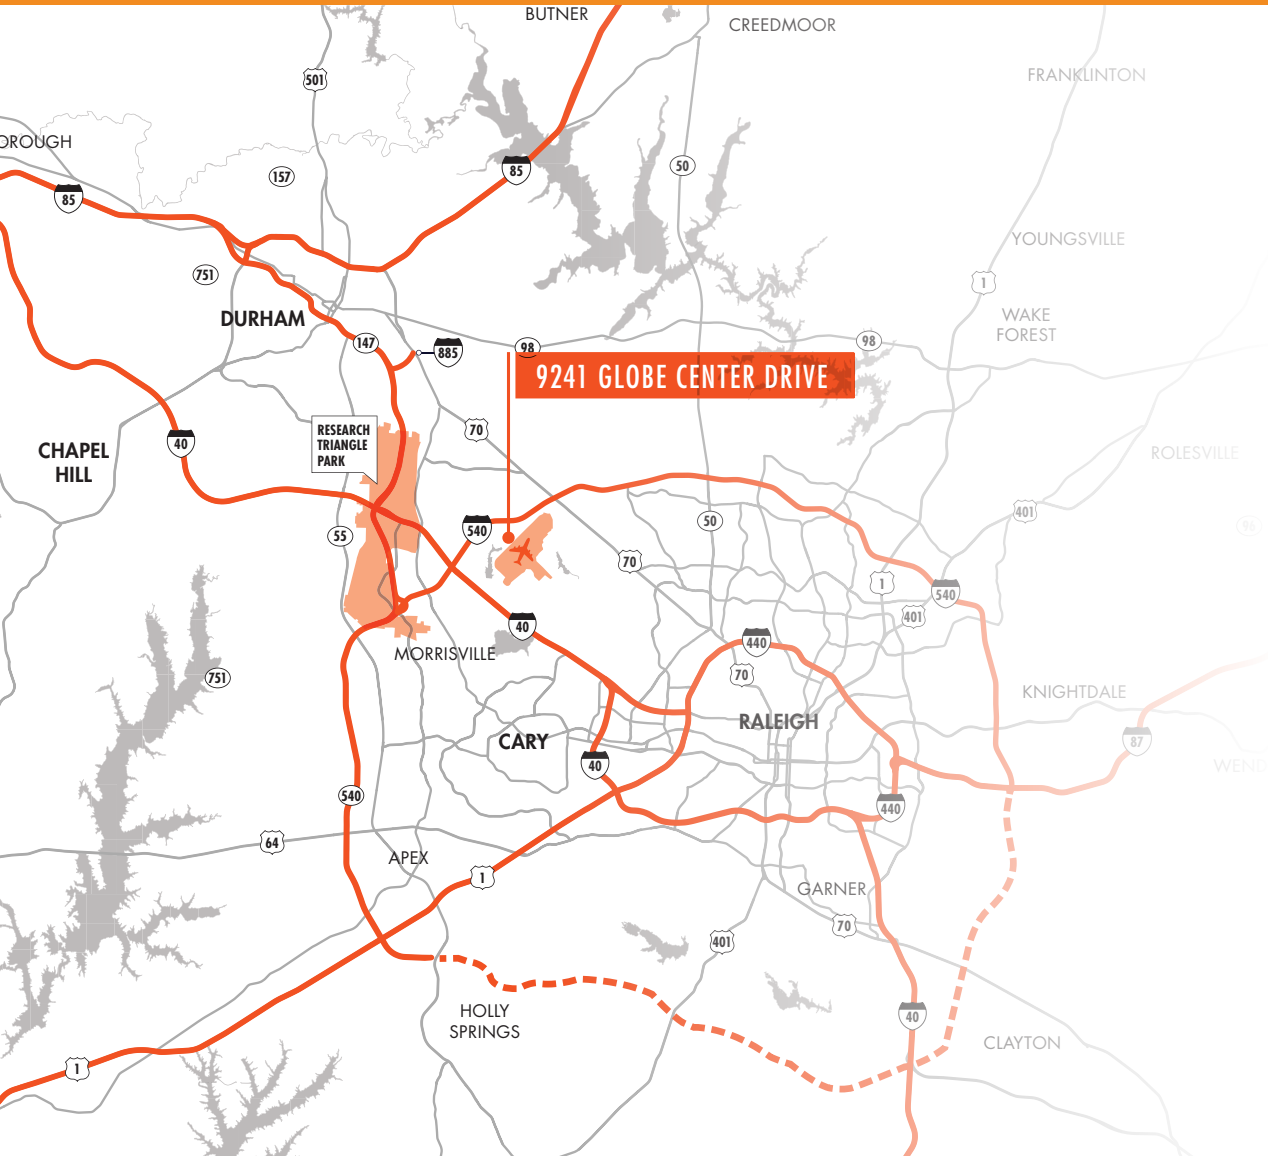 BUTNER
CREEDMOOR
FRANKLINTON
501
OROUGH
157
85
50
85
YOUNGSVILLE
751
1
DURHAM
WAKE
FOREST
147
885
98
98
9241 GLOBE CENTER DRIVE
RESEARCH
TRIANGLE
PARK
70
40
CHAPEL
HILL
ROLESVILLE
401
96
55
540
50
70
1
540
401
40
440
MORRISVILLE
70
751
KNIGHTDALE
RALEIGH
CARY
87
40
WEND
540
440
64
APEX
1
GARNER
70
401
HOLLY
SPRINGS
40
CLAYTON
1